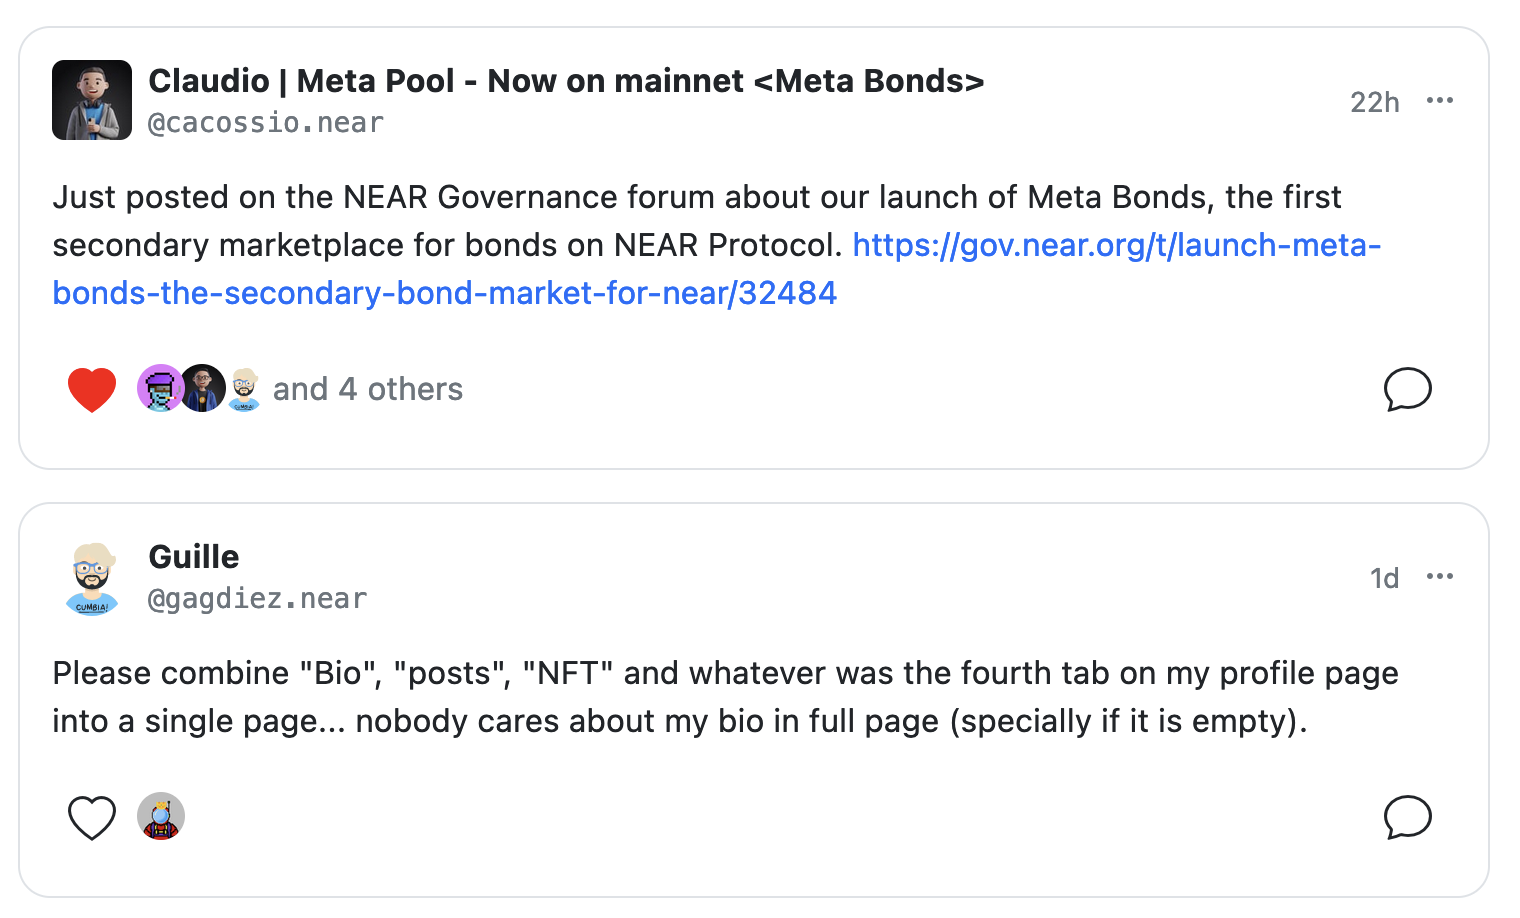 Claudio | Meta Pool - Now on mainnet <Meta Bonds>
@cacossio.near
22h
Just posted on the NEAR Governance forum about our launch of Meta Bonds, the first
secondary marketplace for bonds on NEAR Protocol. https://gov.near.org/t/launch-meta-
bonds-the-secondary-bond-market-for-near/32484
CUMBIA!
and 4 others
CUMBIA!
Guille
@gagdiez.near
1d
Please combine "Bio", "posts", "NFT" and whatever was the fourth tab on my profile page
into a single page... nobody cares about my bio in full page (specially if it is empty).